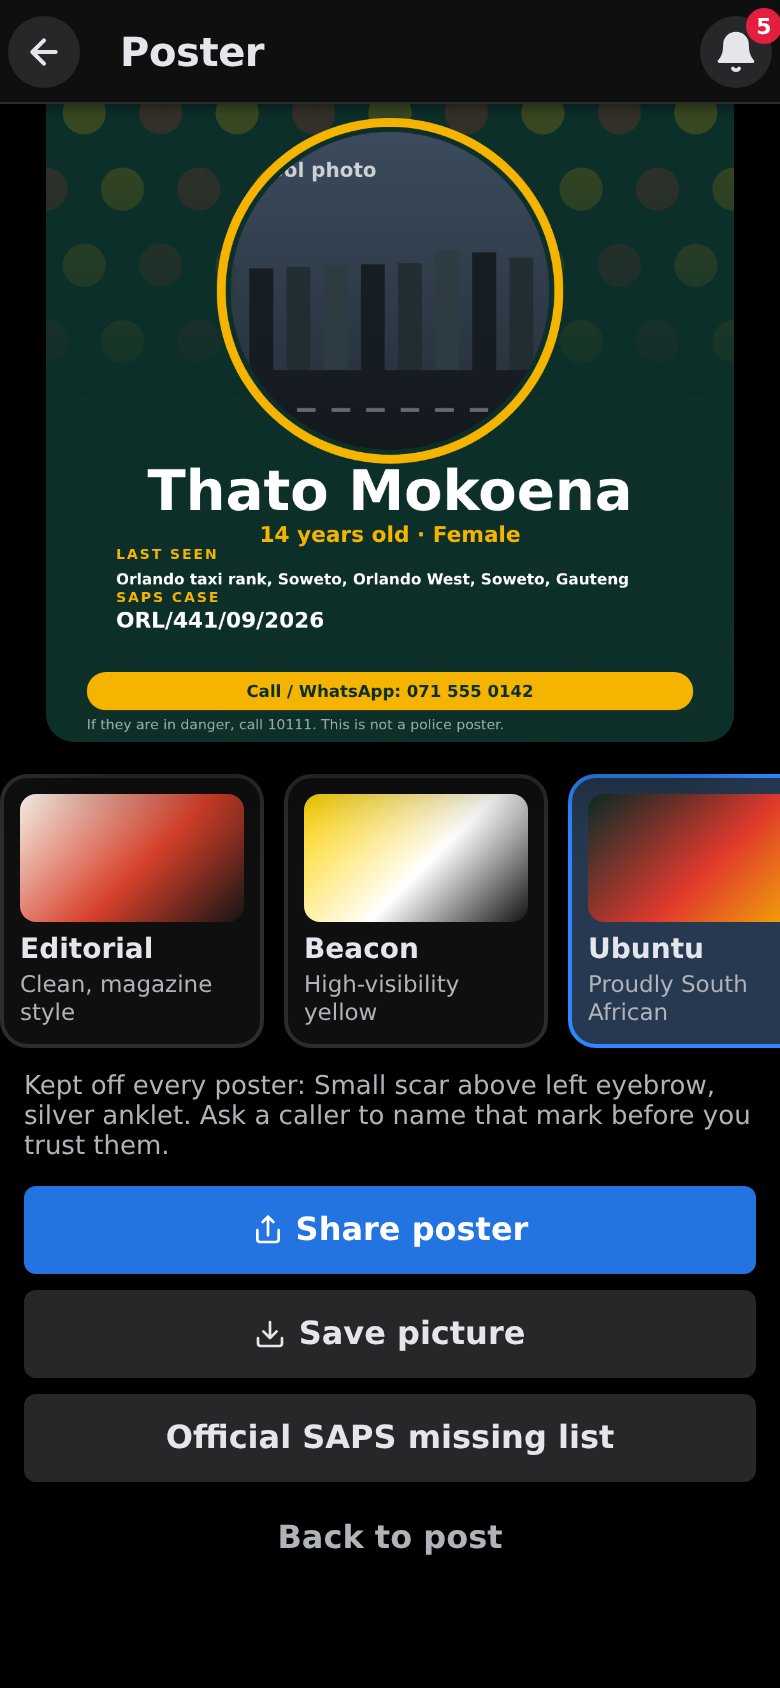 Poster
5
ol photo
Thato Mokoena
14 years old · Female
LAST SEEN
Orlando taxi rank, Soweto, Orlando West, Soweto, Gauteng
SAPS CASE
ORL/441/09/2026
Call / WhatsApp: 071 555 0142
If they are in danger, call 10111. This is not a police poster.
Editorial
Clean, magazine
style
Beacon
High-visibility
yellow
Ubuntu
Proudly South
African
Kept off every poster: Small scar above left eyebrow,
silver anklet. Ask a caller to name that mark before you
trust them.
Share poster
Save picture
Official SAPS missing list
Back to post